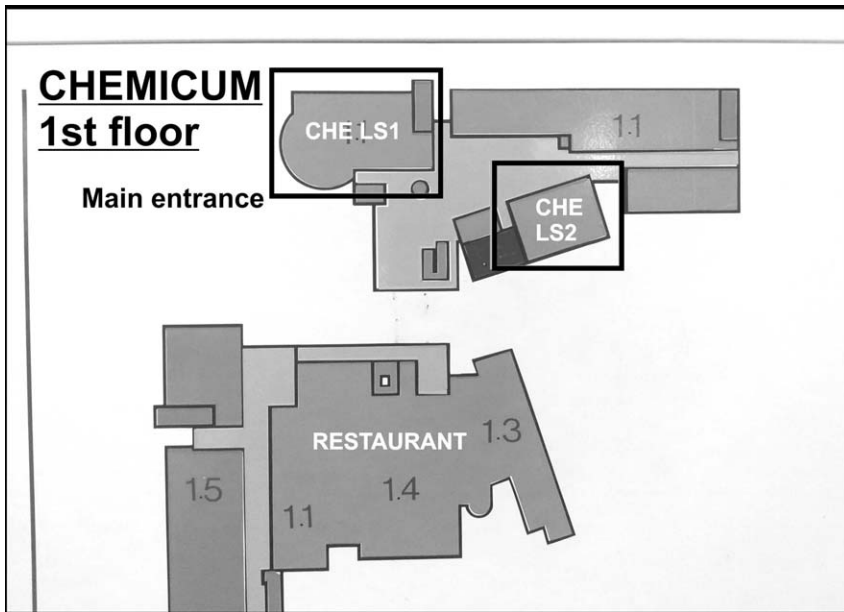 CHEMICUM
1st floor
CHE LS1
1.1
Main entrance
CHE
LS2
RESTAURANT
1.3
1.5
1.4
1.1